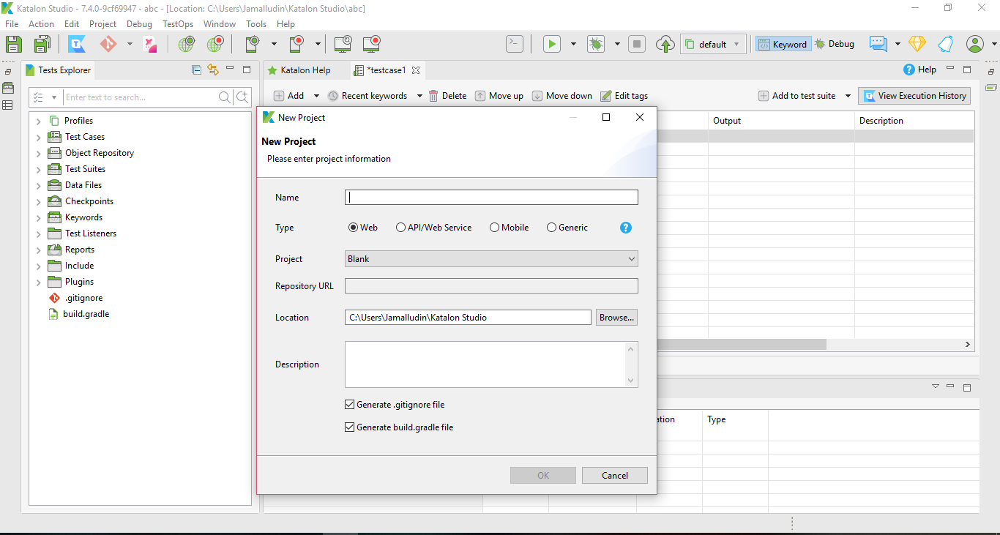 Katalon Studio - 7.4.0-9cf69947 - abc - [Location: C:\Users\Jamalludin\Katalon Studio\abc]
File Action Edit Project Debug TestOps Window Tools Help
default Keyword Debug
Tests Explorer
Katalon Help *testcase1 Help
Enter text to search...
Add Recent keywords Delete Move up Move down Edit tags Add to test suite View Execution History
Output Description
Profiles
Test Cases
Object Repository
Test Suites
Data Files
Checkpoints
Keywords
Test Listeners
Reports
Include
Plugins
.gitignore
build.gradle
New Project
New Project
Please enter project information
Name
Type Web API/Web Service Mobile Generic
Project Blank
Repository URL
Location C:\Users\Jamalludin\Katalon Studio Browse...
Description
Generate .gitignore file
Generate build.gradle file
OK Cancel
ation Type